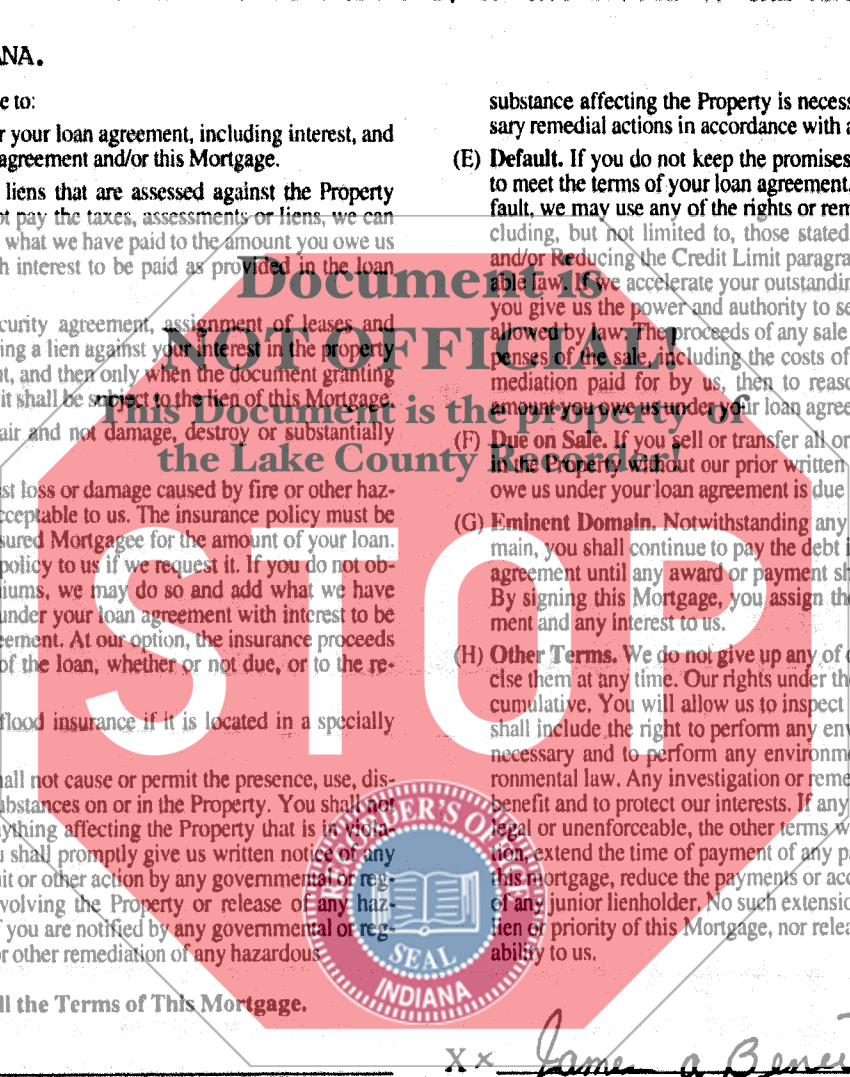 ANA.
e to:
r your loan agreement, including interest, and
agreement and/or this Mortgage.
liens that are assessed against the Property
ot pay the taxes, assessments or liens, we can
what we have paid to the amount you owe us
h interest to be paid as provided in the loan
curity agreement, assignment of leases and
ing a lien against your interest in the property
nt, and then only when the document granting
it shall be subject to the lien of this Mortgage.
air and not damage, destroy or substantially
st loss or damage caused by fire or other haz-
cceptable to us. The insurance policy must be
sured Mortgagee for the amount of your loan.
policy to us if we request it. If you do not ob-
iums, we may do so and add what we have
under your loan agreement with interest to be
eement. At our option, the insurance proceeds
of the loan, whether or not due, or to the re-
flood insurance if it is located in a specially
hall not cause or permit the presence, use, dis-
ubstances on or in the Property. You shall not
ything affecting the Property that is in viola-
u shall promptly give us written notice of any
it or other action by any governmental or reg-
volving the Property or release of any haz-
f you are notified by any governmental or reg-
or other remediation of any hazardous
ll the Terms of This Mortgage.
substance affecting the Property is necess
sary remedial actions in accordance with a
(E) Default. If you do not keep the promises
to meet the terms of your loan agreement,
fault, we may use any of the rights or rem
cluding, but not limited to, those stated
and/or Reducing the Credit Limit paragra
able law. If we accelerate your outstandin
you give us the power and authority to se
allowed by law. The proceeds of any sale
penses of the sale, including the costs of
mediation paid for by us, then to reaso
amount you owe us under your loan agree
(F) Due on Sale. If you sell or transfer all or
in the Property without our prior written
owe us under your loan agreement is due
(G) Eminent Domain. Notwithstanding any
main, you shall continue to pay the debt i
agreement until any award or payment sh
By signing this Mortgage, you assign the
ment and any interest to us.
(H) Other Terms. We do not give up any of o
cise them at any time. Our rights under th
cumulative. You will allow us to inspect
shall include the right to perform any env
necessary and to perform any environme
ronmental law. Any investigation or reme
benefit and to protect our interests. If any
legal or unenforceable, the other terms w
tion, extend the time of payment of any p
this mortgage, reduce the payments or acc
of any junior lienholder. No such extensio
lien or priority of this Mortgage, nor relea
ability to us.
Document is
NOT OFFICIAL!
This Document is the property of
the Lake County Recorder!
STOP
RECORDER'S OF
SEAL
INDIANA
X x James a Bene